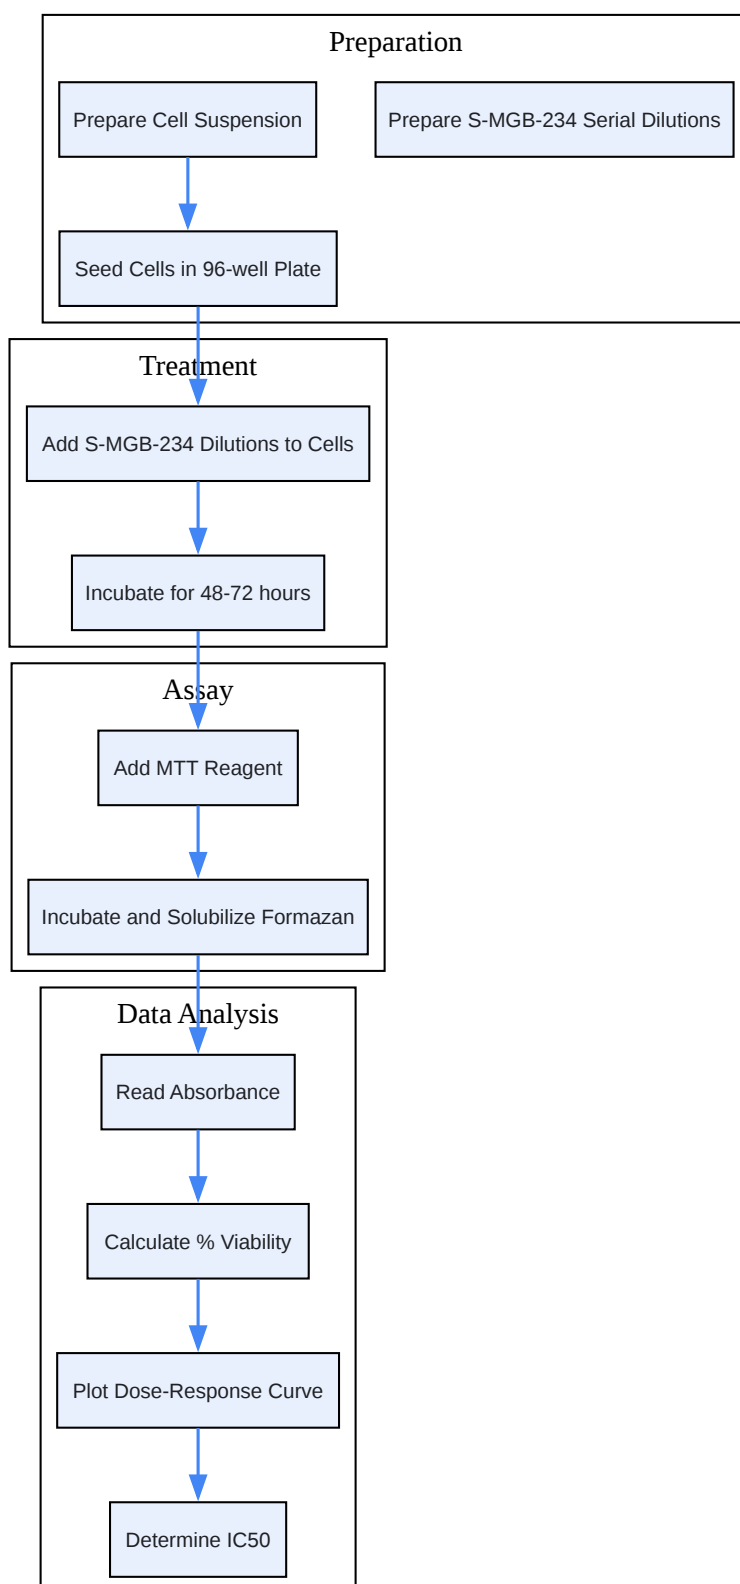 Preparation
Prepare Cell Suspension
Prepare S-MGB-234 Serial Dilutions
Seed Cells in 96-well Plate
Treatment
Add S-MGB-234 Dilutions to Cells
Incubate for 48-72 hours
Assay
Add MTT Reagent
Incubate and Solubilize Formazan
Data Analysis
Read Absorbance
Calculate % Viability
Plot Dose-Response Curve
Determine IC50